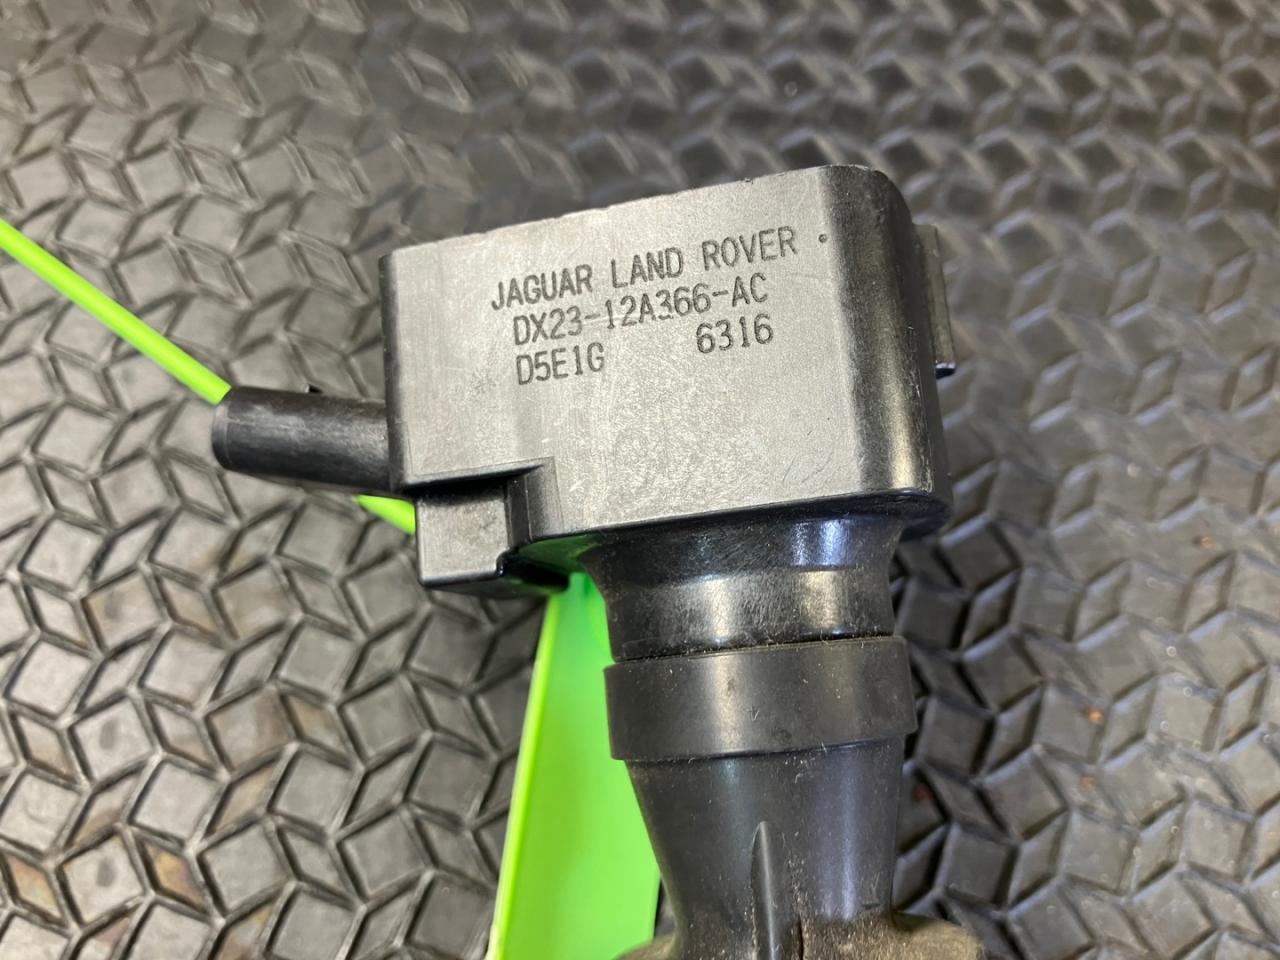 JAGUAR LAND ROVER
DX23-12A366-AC
D5E1G 6316